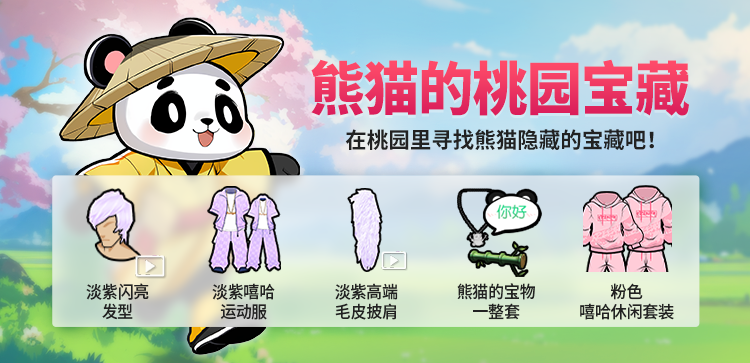 熊猫的桃园宝藏
在桃园里寻找熊猫隐藏的宝藏吧!
你好
淡紫闪亮
发型
淡紫嘻哈
运动服
淡紫高端
毛皮披肩
熊猫的宝物
一整套
粉色
嘻哈休闲套装